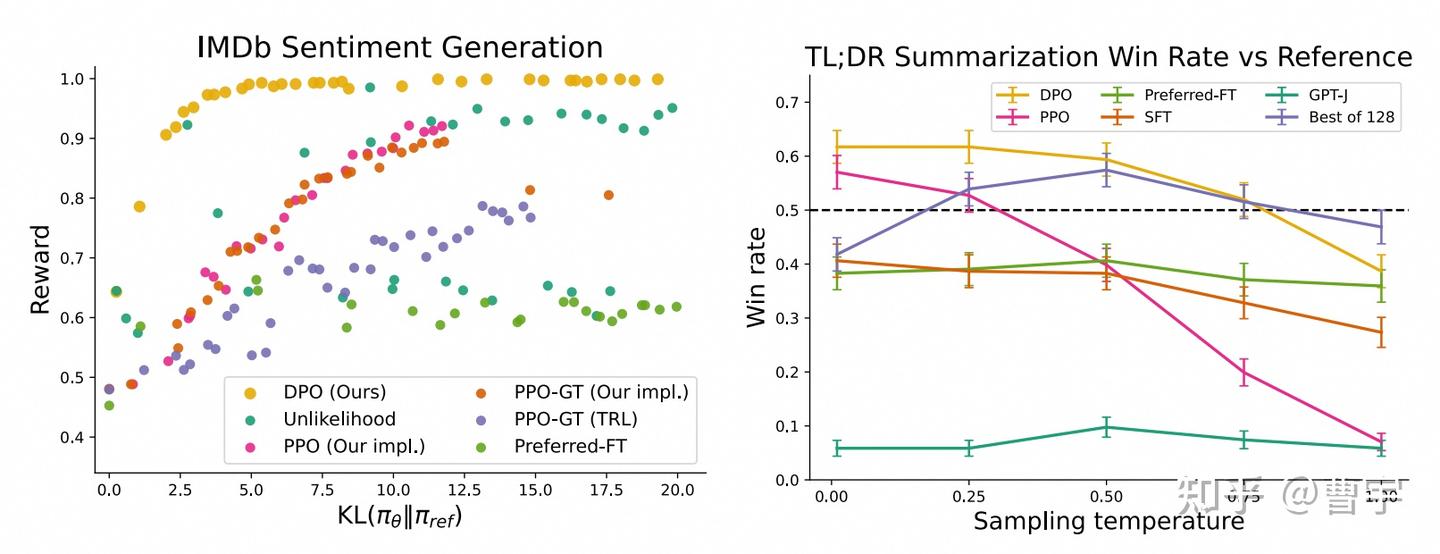 IMDb Sentiment Generation
Reward
1.0
0.9
0.8
0.7
0.6
0.5
0.4
DPO (Ours)
Unlikelihood
PPO (Our impl.)
PPO-GT (Our impl.)
PPO-GT (TRL)
Preferred-FT
0.0 2.5 5.0 7.5 10.0 12.5 15.0 17.5 20.0
KL(πθ‖πref)
TL;DR Summarization Win Rate vs Reference
Win rate
0.7
0.6
0.5
0.4
0.3
0.2
0.1
0.0
DPO
PPO
Preferred-FT
SFT
GPT-J
Best of 128
0.00 0.25 0.50 0.75 1.00
Sampling temperature
知乎 @曹宇